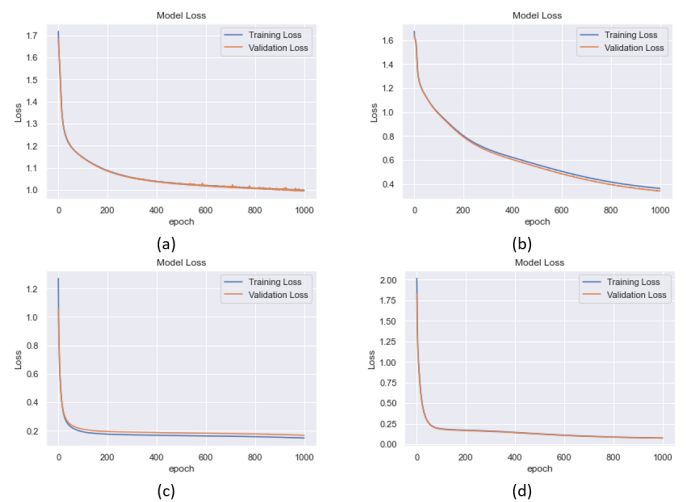 Model Loss
Training Loss
Validation Loss
Loss
1.7
1.6
1.5
1.4
1.3
1.2
1.1
1.0
0 200 400 600 800 1000
epoch
(a)
Model Loss
Training Loss
Validation Loss
Loss
1.6
1.4
1.2
1.0
0.8
0.6
0.4
0 200 400 600 800 1000
epoch
(b)
Model Loss
Training Loss
Validation Loss
Loss
1.2
1.0
0.8
0.6
0.4
0.2
0 200 400 600 800 1000
epoch
(c)
Model Loss
Training Loss
Validation Loss
Loss
2.00
1.75
1.50
1.25
1.00
0.75
0.50
0.25
0.00
0 200 400 600 800 1000
epoch
(d)